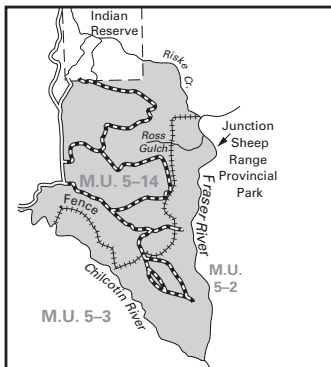 Indian
Reserve
Riske
Cr.
Ross
Gulch
Junction
Sheep
Range
Provincial
Park
M.U. 5–14
Fraser River
Fence
M.U.
5–2
Chilcotin River
M.U. 5–3